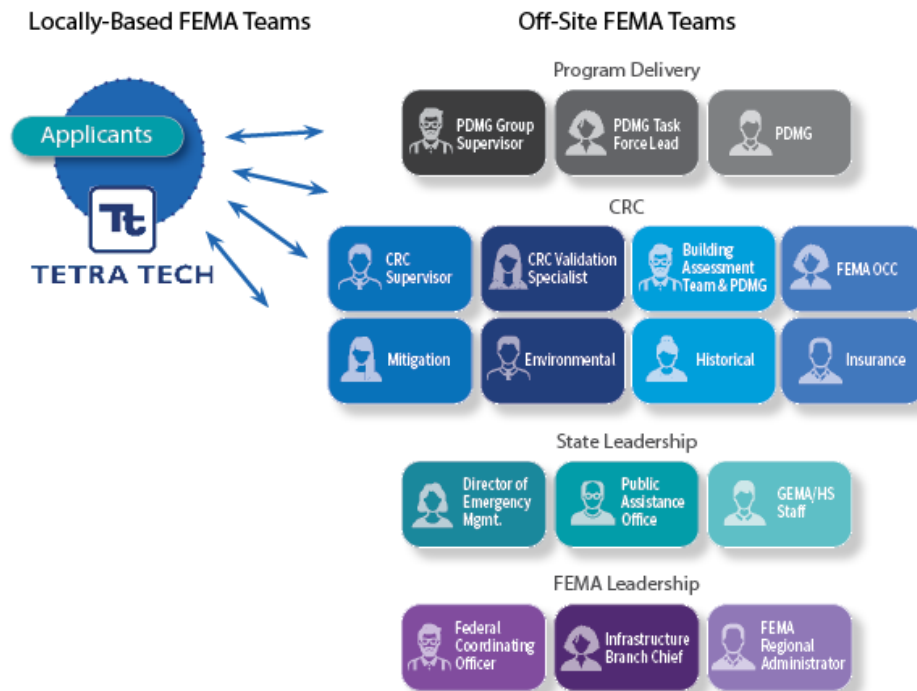 Locally-Based FEMA Teams
Off-Site FEMA Teams
Applicants
Tt
TETRA TECH
Program Delivery
PDMG Group
Supervisor
PDMG Task
Force Lead
PDMG
CRC
CRC
Supervisor
CRC Validation
Specialist
Building
Assessment
Team & PDMG
FEMA OCC
Mitigation
Environmental
Historical
Insurance
State Leadership
Director of
Emergency
Mgmt.
Public
Assistance
Office
GEMA/HS
Staff
FEMA Leadership
Federal
Coordinating
Officer
Infrastructure
Branch Chief
FEMA
Regional
Administrator